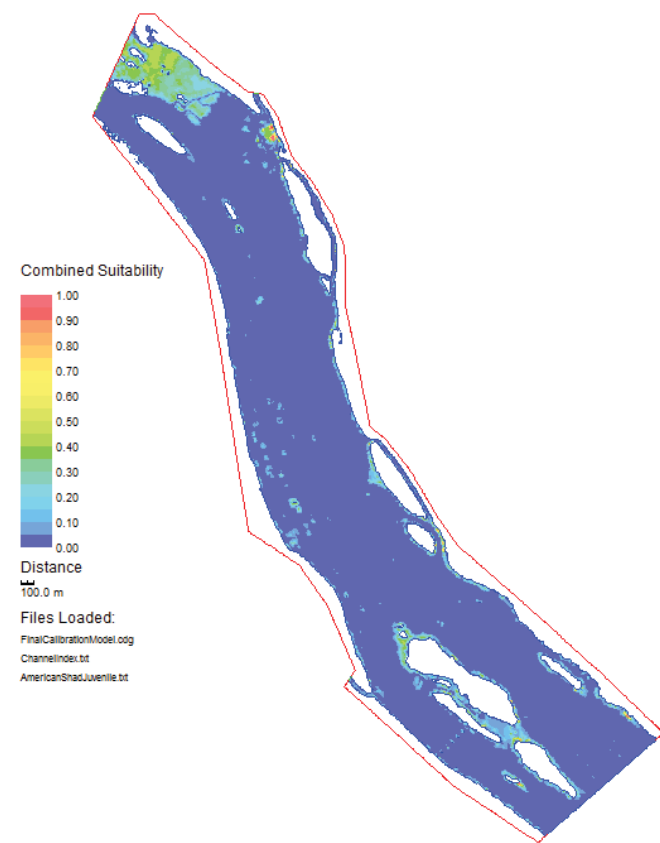 Combined Suitability
1.00
0.90
0.80
0.70
0.60
0.50
0.40
0.30
0.20
0.10
0.00
Distance
100.0 m
Files Loaded:
FinalCalibrationModel.cdg
ChannelIndex.txt
AmericanShadJuvenile.txt